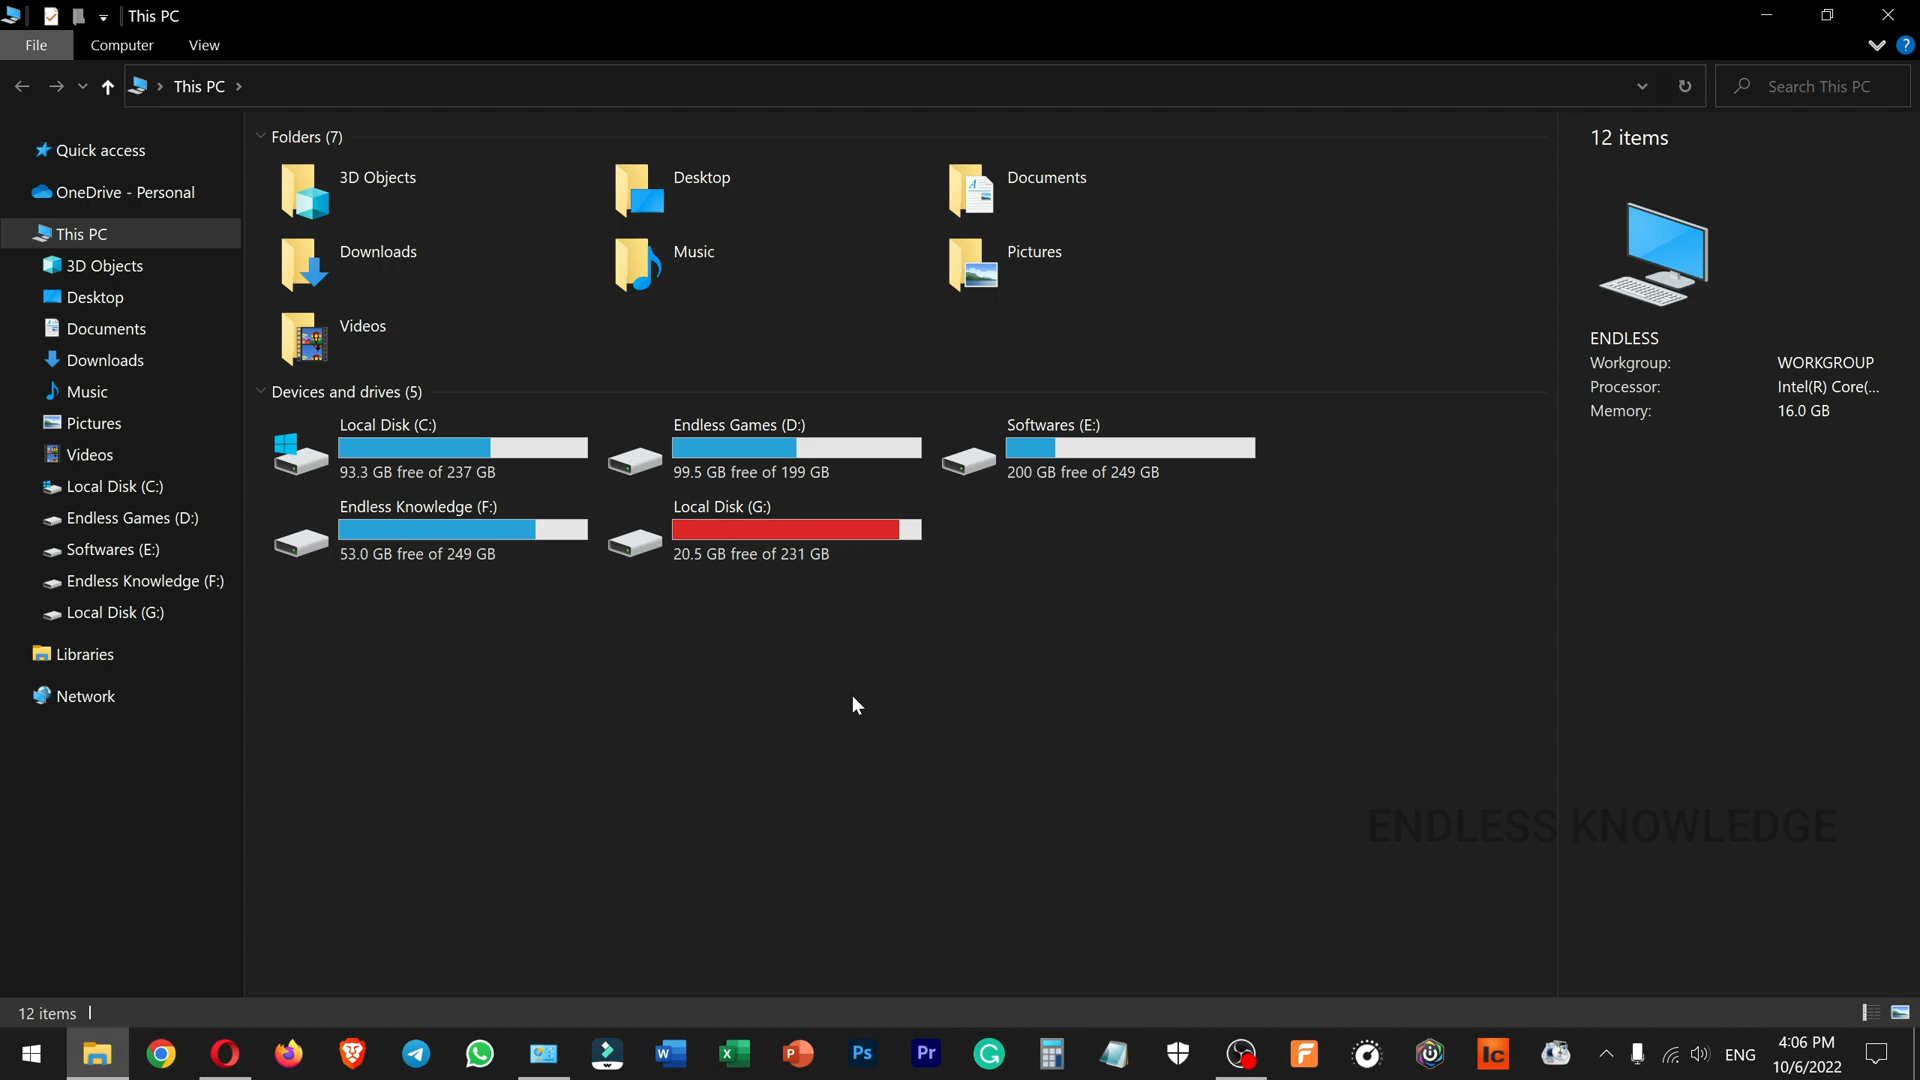 This PC
File
Computer
View
This PC
Search This PC
Quick access
OneDrive - Personal
This PC
3D Objects
Desktop
Documents
Downloads
Music
Pictures
Videos
Local Disk (C:)
Endless Games (D:)
Softwares (E:)
Endless Knowledge (F:)
Local Disk (G:)
Libraries
Network
Folders (7)
3D Objects
Desktop
Documents
Downloads
Music
Pictures
Videos
Devices and drives (5)
Local Disk (C:)
93.3 GB free of 237 GB
Endless Games (D:)
99.5 GB free of 199 GB
Softwares (E:)
200 GB free of 249 GB
Endless Knowledge (F:)
53.0 GB free of 249 GB
Local Disk (G:)
20.5 GB free of 231 GB
12 items
ENDLESS
Workgroup: WORKGROUP
Processor: Intel(R) Core(...
Memory: 16.0 GB
ENDLESS KNOWLEDGE
12 items
W
X
P
Ps
Pr
G
F
Ic
ENG
4:06 PM
10/6/2022